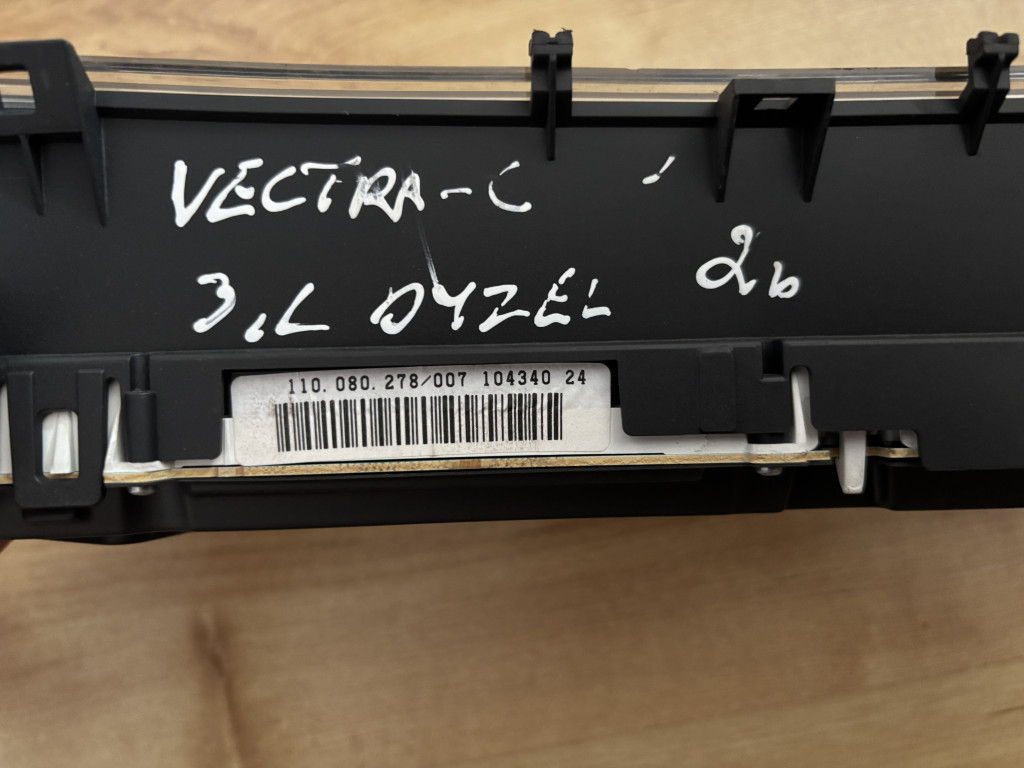 VECTRA-C
3.L DYZEL 2b
110.080.278/007 104340 24